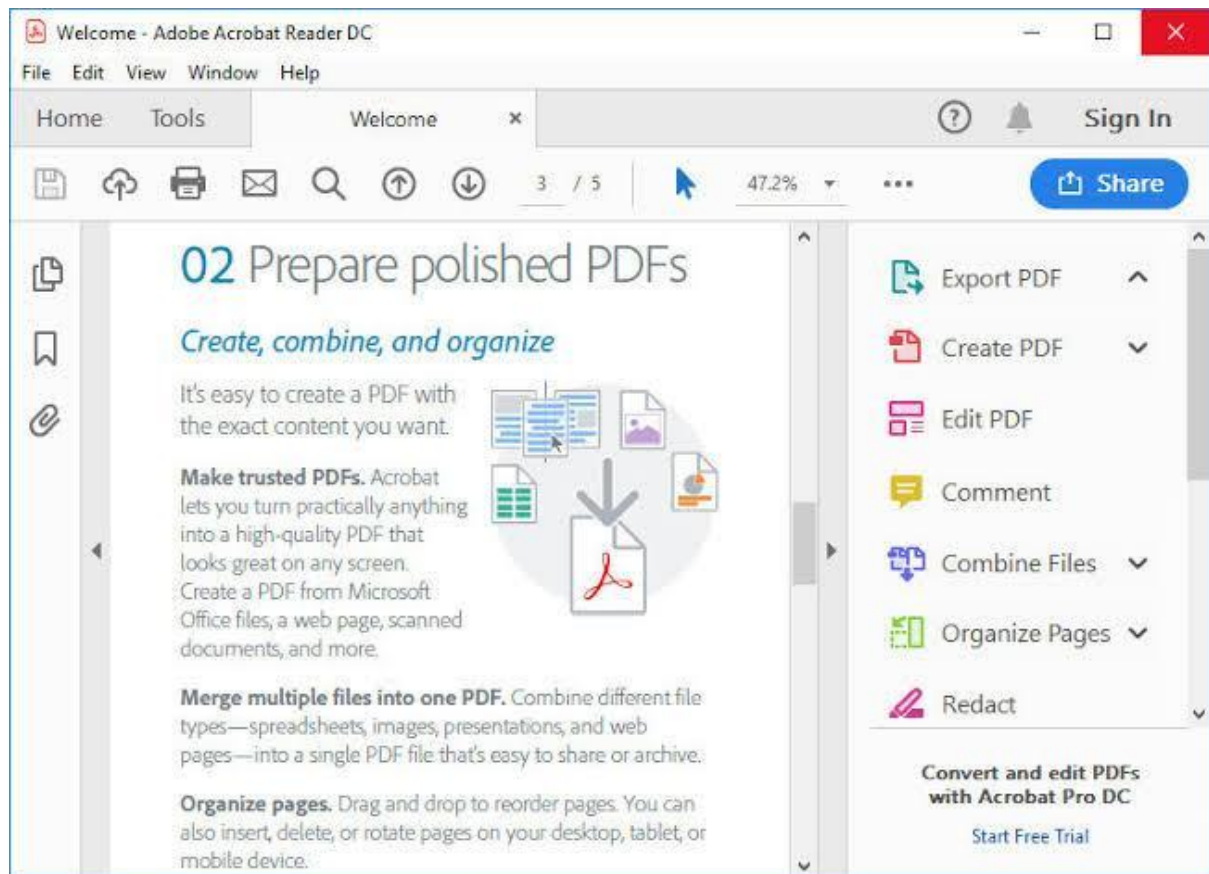 Welcome - Adobe Acrobat Reader DC
File Edit View Window Help
Home Tools Welcome × ? Sign In
3 / 5 47.2% Share
02 Prepare polished PDFs
Create, combine, and organize
It's easy to create a PDF with
the exact content you want.
Make trusted PDFs. Acrobat
lets you turn practically anything
into a high-quality PDF that
looks great on any screen.
Create a PDF from Microsoft
Office files, a web page, scanned
documents, and more.
Merge multiple files into one PDF. Combine different file
types—spreadsheets, images, presentations, and web
pages—into a single PDF file that's easy to share or archive.
Organize pages. Drag and drop to reorder pages. You can
also insert, delete, or rotate pages on your desktop, tablet, or
mobile device.
Export PDF
Create PDF
Edit PDF
Comment
Combine Files
Organize Pages
Redact
Convert and edit PDFs
with Acrobat Pro DC
Start Free Trial